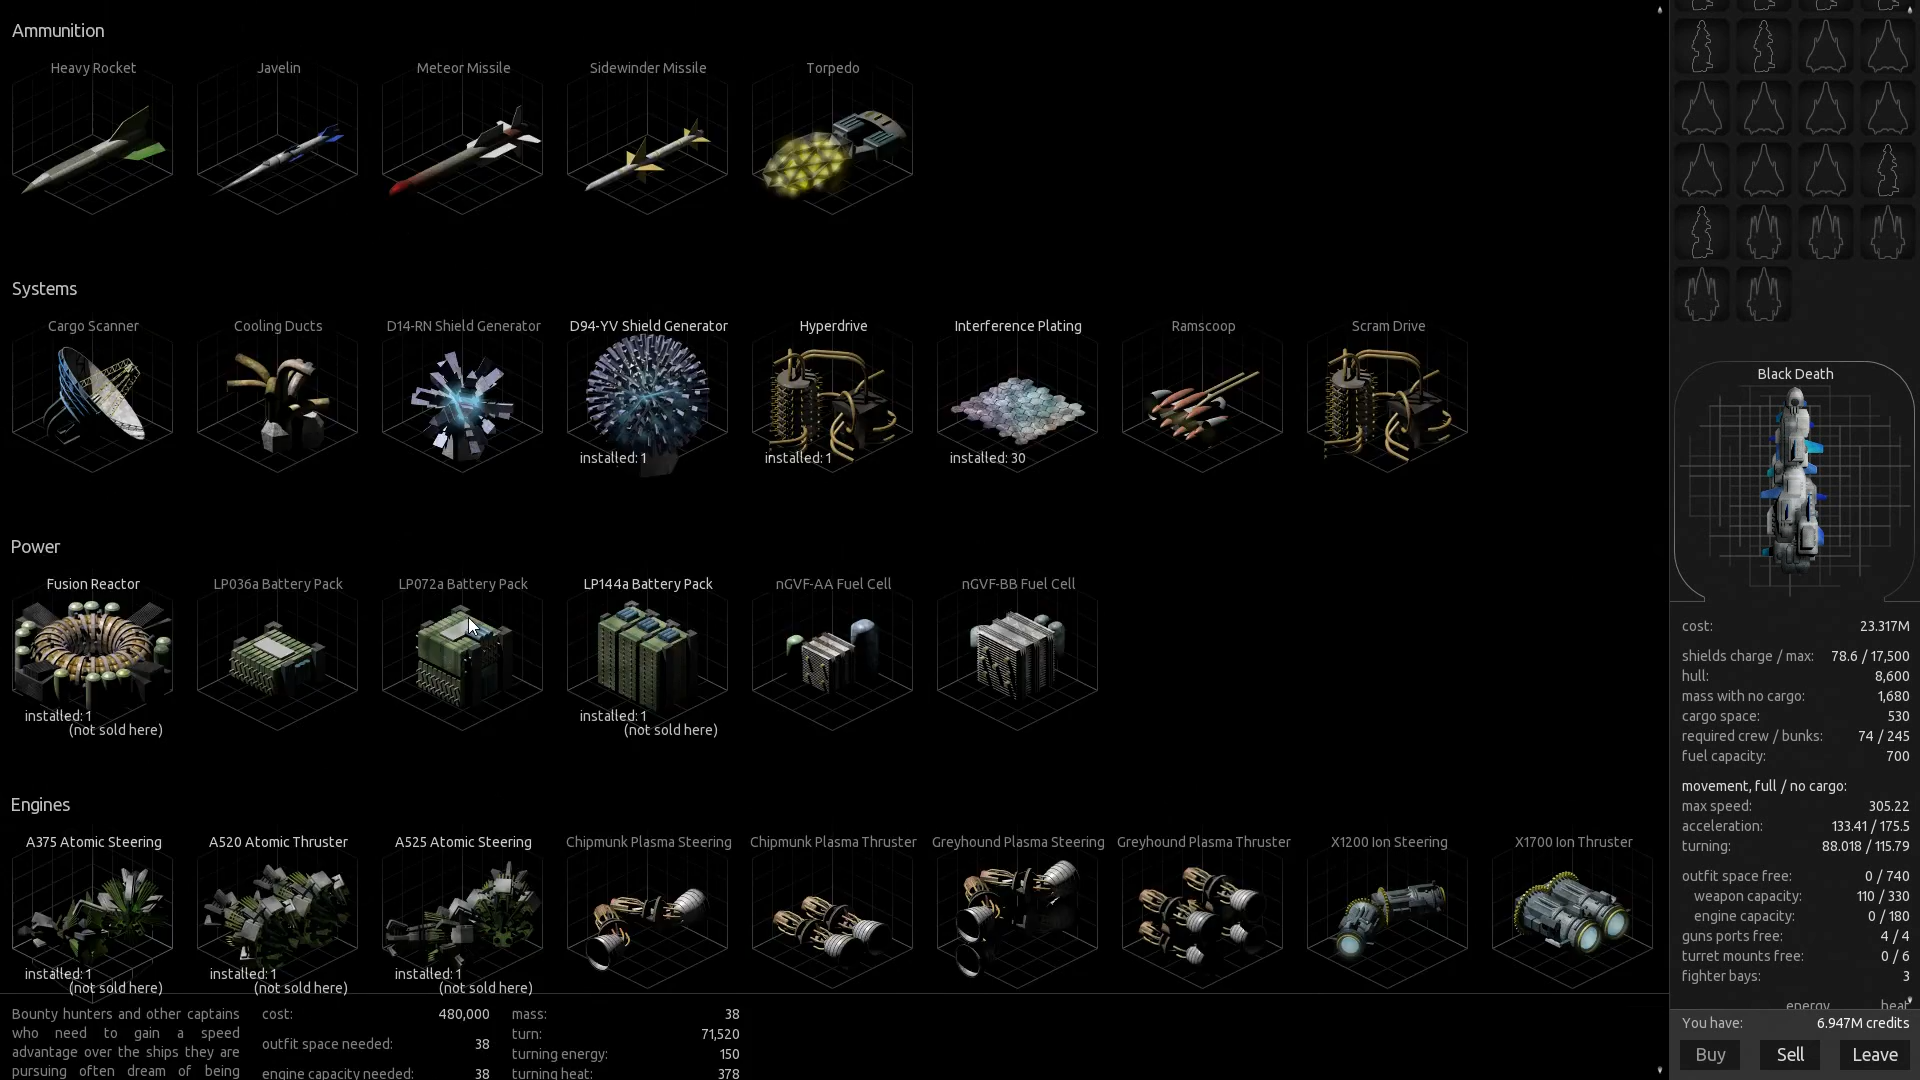 Ammunition
Heavy Rocket
Javelin
Meteor Missile
Sidewinder Missile
Torpedo
Systems
Cargo Scanner
Cooling Ducts
D14-RN Shield Generator
D94-YV Shield Generator
Hyperdrive
Interference Plating
Ramscoop
Scram Drive
installed: 1
installed: 1
installed: 30
Power
Fusion Reactor
LP036a Battery Pack
LP072a Battery Pack
LP144a Battery Pack
nGVF-AA Fuel Cell
nGVF-BB Fuel Cell
installed: 1
(not sold here)
installed: 1
(not sold here)
Engines
A375 Atomic Steering
A520 Atomic Thruster
A525 Atomic Steering
Chipmunk Plasma Steering
Chipmunk Plasma Thruster
Greyhound Plasma Steering
Greyhound Plasma Thruster
X1200 Ion Steering
X1700 Ion Thruster
installed: 1
(not sold here)
installed: 1
(not sold here)
installed: 1
(not sold here)
Bounty hunters and other captains
who need to gain a speed
advantage over the ships they are
pursuing often dream of being
cost: 480,000
outfit space needed: 38
engine capacity needed: 38
mass: 38
turn: 71,520
turning energy: 150
turning heat: 378
Black Death
cost: 23.317M
shields charge / max: 78.6 / 17,500
hull: 8,600
mass with no cargo: 1,680
cargo space: 530
required crew / bunks: 74 / 245
fuel capacity: 700
movement, full / no cargo:
max speed: 305.22
acceleration: 133.41 / 175.5
turning: 88.018 / 115.79
outfit space free: 0 / 740
weapon capacity: 110 / 330
engine capacity: 0 / 180
guns ports free: 4 / 4
turret mounts free: 0 / 6
fighter bays: 3
energy heat
You have: 6.947M credits
Buy Sell Leave